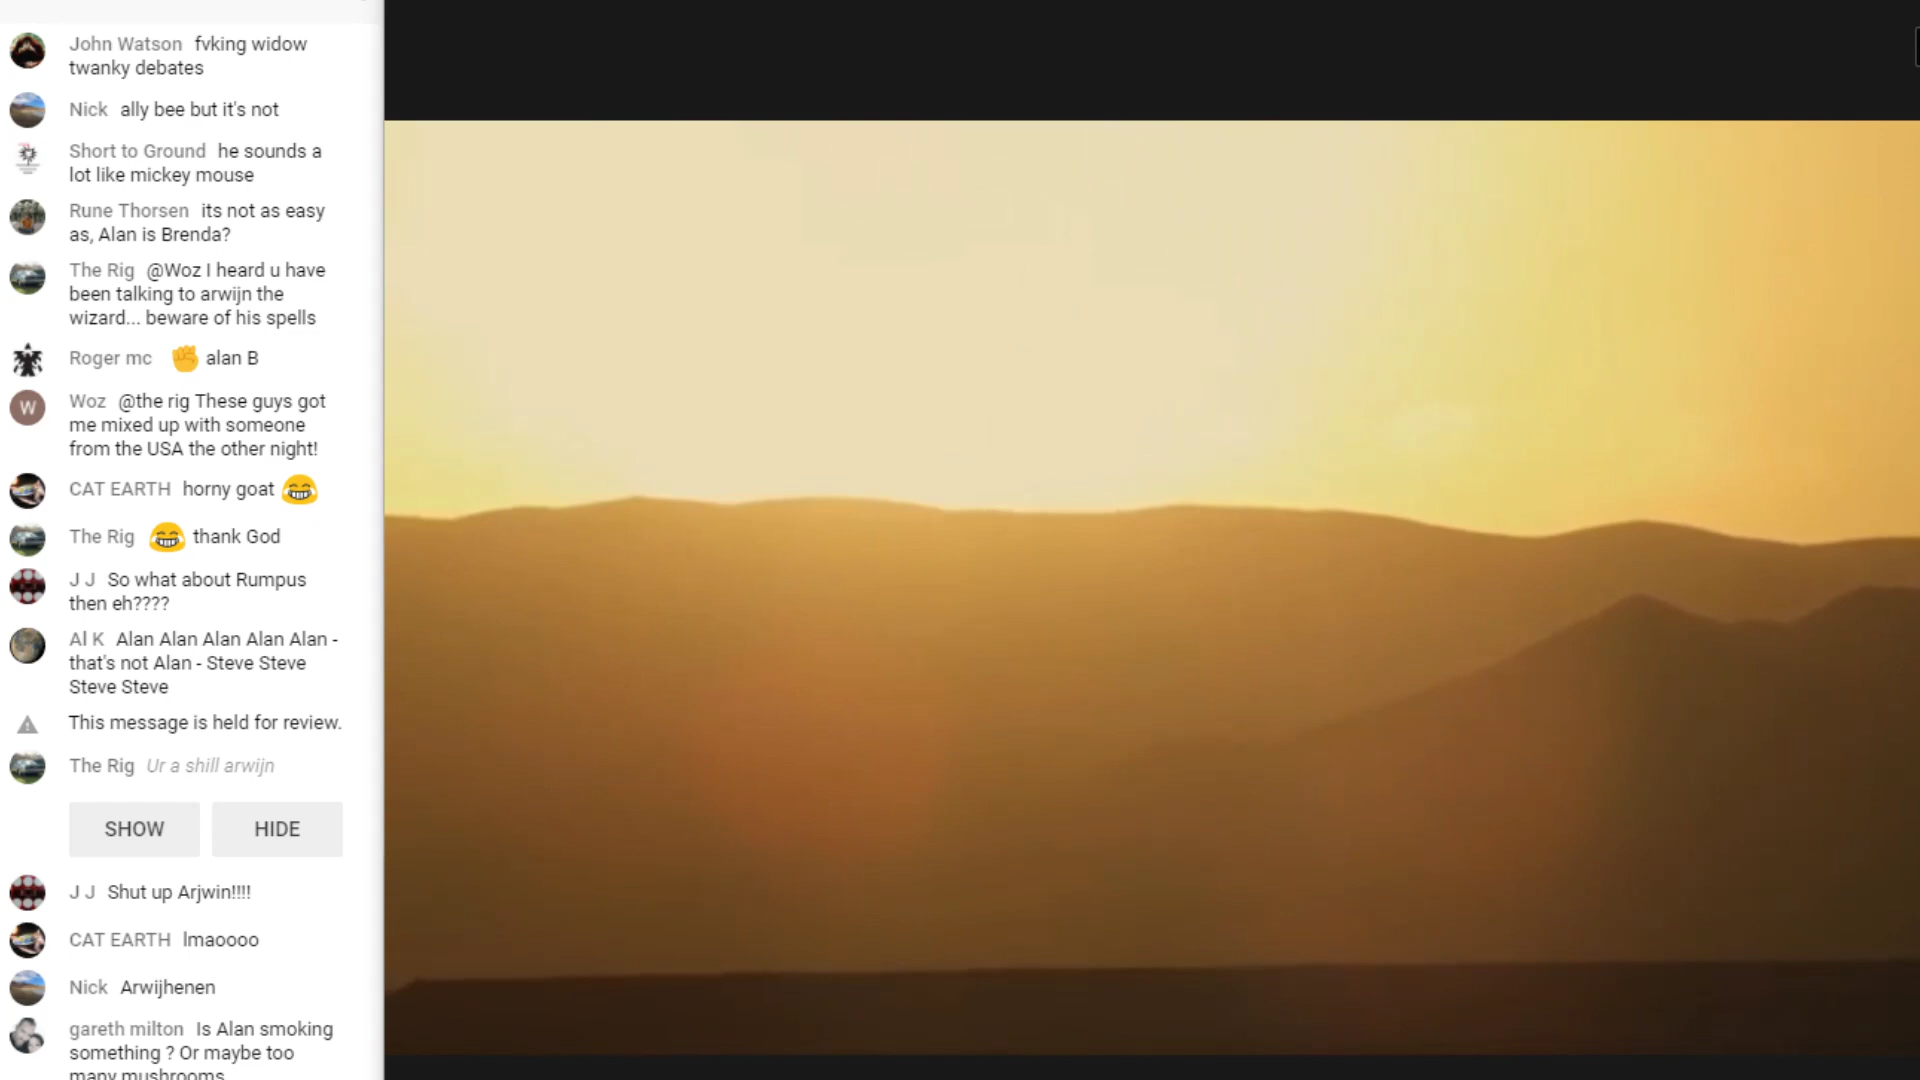 John Watson fvking widow
twanky debates
Nick ally bee but it's not
Short to Ground he sounds a
lot like mickey mouse
Rune Thorsen its not as easy
as, Alan is Brenda?
The Rig @Woz I heard u have
been talking to arwijn the
wizard... beware of his spells
Roger mc ✊ alan B
W
Woz @the rig These guys got
me mixed up with someone
from the USA the other night!
CAT EARTH horny goat 😂
The Rig 😂 thank God
J J So what about Rumpus
then eh????
Al K Alan Alan Alan Alan Alan -
that's not Alan - Steve Steve
Steve Steve
This message is held for review.
The Rig Ur a shill arwijn
SHOW HIDE
J J Shut up Arjwin!!!!
CAT EARTH lmaoooo
Nick Arwijhenen
gareth milton Is Alan smoking
something ? Or maybe too
many mushrooms